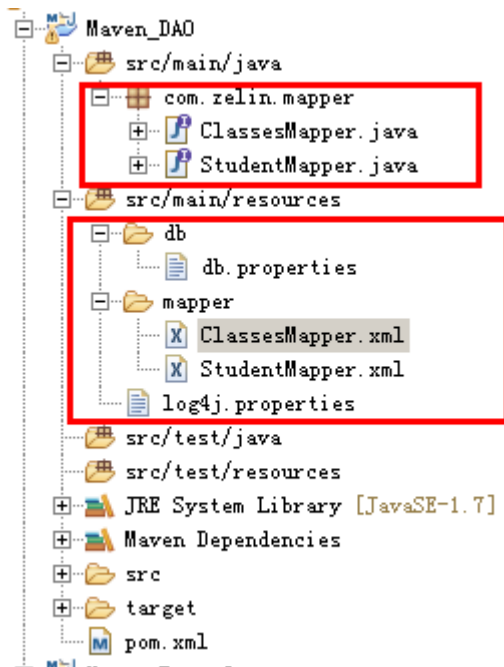 Maven_DAO
src/main/java
com.zelin.mapper
ClassesMapper.java
StudentMapper.java
src/main/resources
db
db.properties
mapper
ClassesMapper.xml
StudentMapper.xml
log4j.properties
src/test/java
src/test/resources
JRE System Library [JavaSE-1.7]
Maven Dependencies
src
target
pom.xml